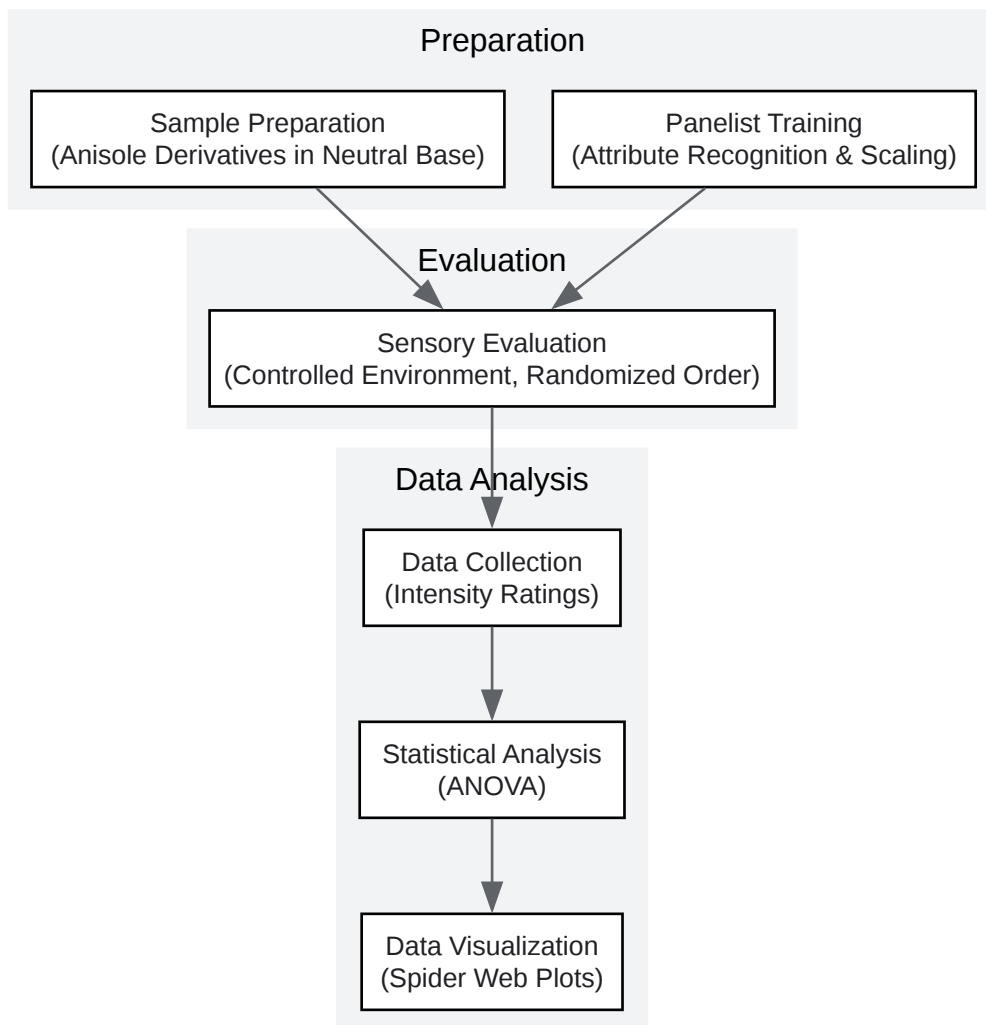 Preparation
Sample Preparation
(Anisole Derivatives in Neutral Base)
Panelist Training
(Attribute Recognition & Scaling)
Evaluation
Sensory Evaluation
(Controlled Environment, Randomized Order)
Data Analysis
Data Collection
(Intensity Ratings)
Statistical Analysis
(ANOVA)
Data Visualization
(Spider Web Plots)